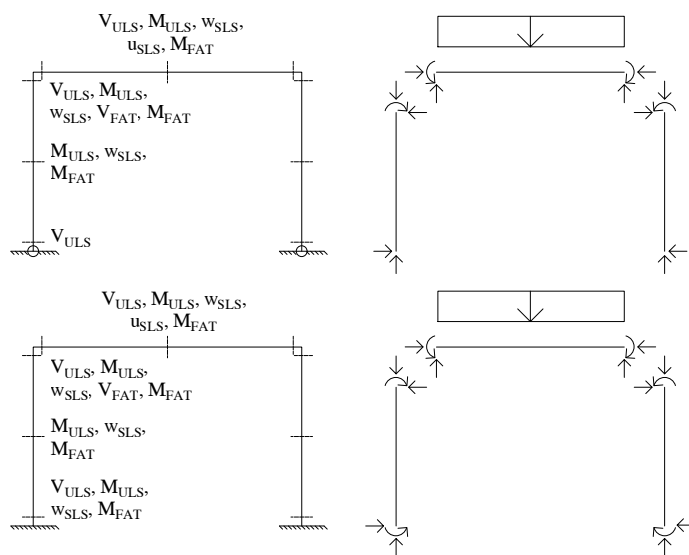 V_ULS, M_ULS, w_SLS,
u_SLS, M_FAT
V_ULS, M_ULS,
w_SLS, V_FAT, M_FAT
M_ULS, w_SLS,
M_FAT
V_ULS
V_ULS, M_ULS, w_SLS,
u_SLS, M_FAT
V_ULS, M_ULS,
w_SLS, V_FAT, M_FAT
M_ULS, w_SLS,
M_FAT
V_ULS, M_ULS,
w_SLS, M_FAT